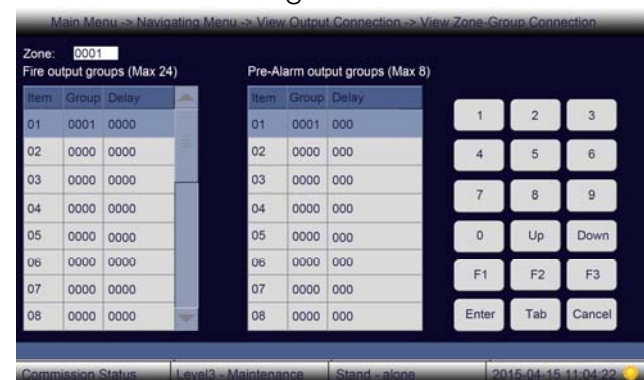 Main Menu -> Navigating Menu -> View Output Connection -> View Zone-Group Connection
Zone: 0001
Fire output groups (Max 24)
Item Group Delay
01 0001 0000
02 0000 0000
03 0000 0000
04 0000 0000
05 0000 0000
06 0000 0000
07 0000 0000
08 0000 0000
Pre-Alarm output groups (Max 8)
Item Group Delay
01 0001 000
02 0000 000
03 0000 000
04 0000 000
05 0000 000
06 0000 000
07 0000 000
08 0000 000
1 2 3
4 5 6
7 8 9
0 Up Down
F1 F2 F3
Enter Tab Cancel
Commission Status Level3 - Maintenance Stand - alone 2015-04-15 11:04:22